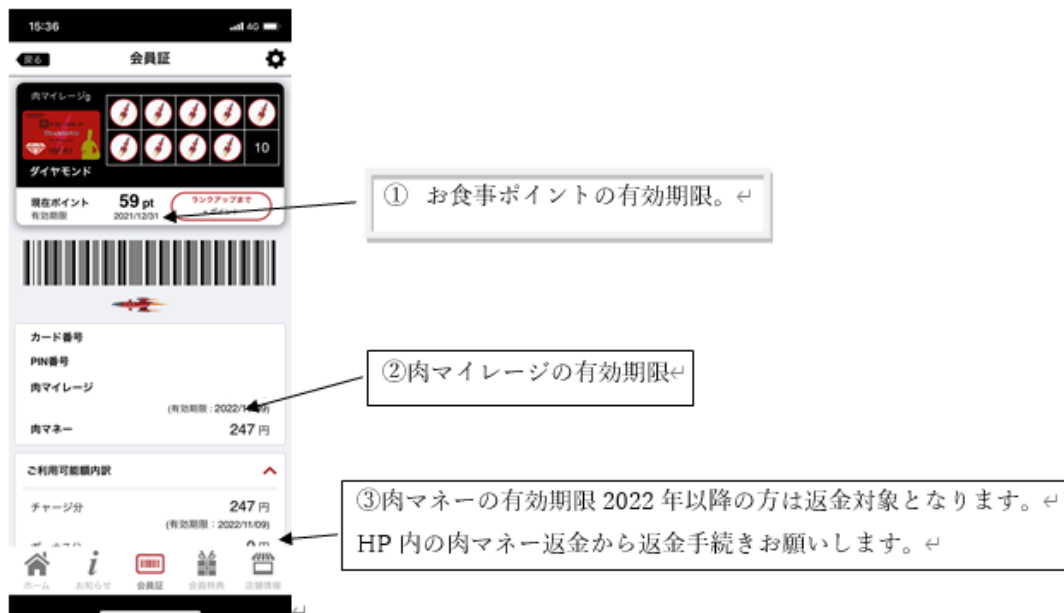 15:36
4G
戻る
会員証
肉マイレージg
10
ダイヤモンド
現在ポイント
59 pt
ランクアップまで
有効期限
2021/12/31
① お食事ポイントの有効期限。
カード番号
PIN番号
肉マイレージ
②肉マイレージの有効期限
(有効期限:2022/1
肉マネー
247 円
ご利用可能額内訳
チャージ分
247 円
(有効期限:2022/11/09)
③肉マネーの有効期限 2022 年以降の方は返金対象となります。
HP 内の肉マネー返金から返金手続きお願いします。
ホーム
お知らせ
会員証
会員特典
店舗情報